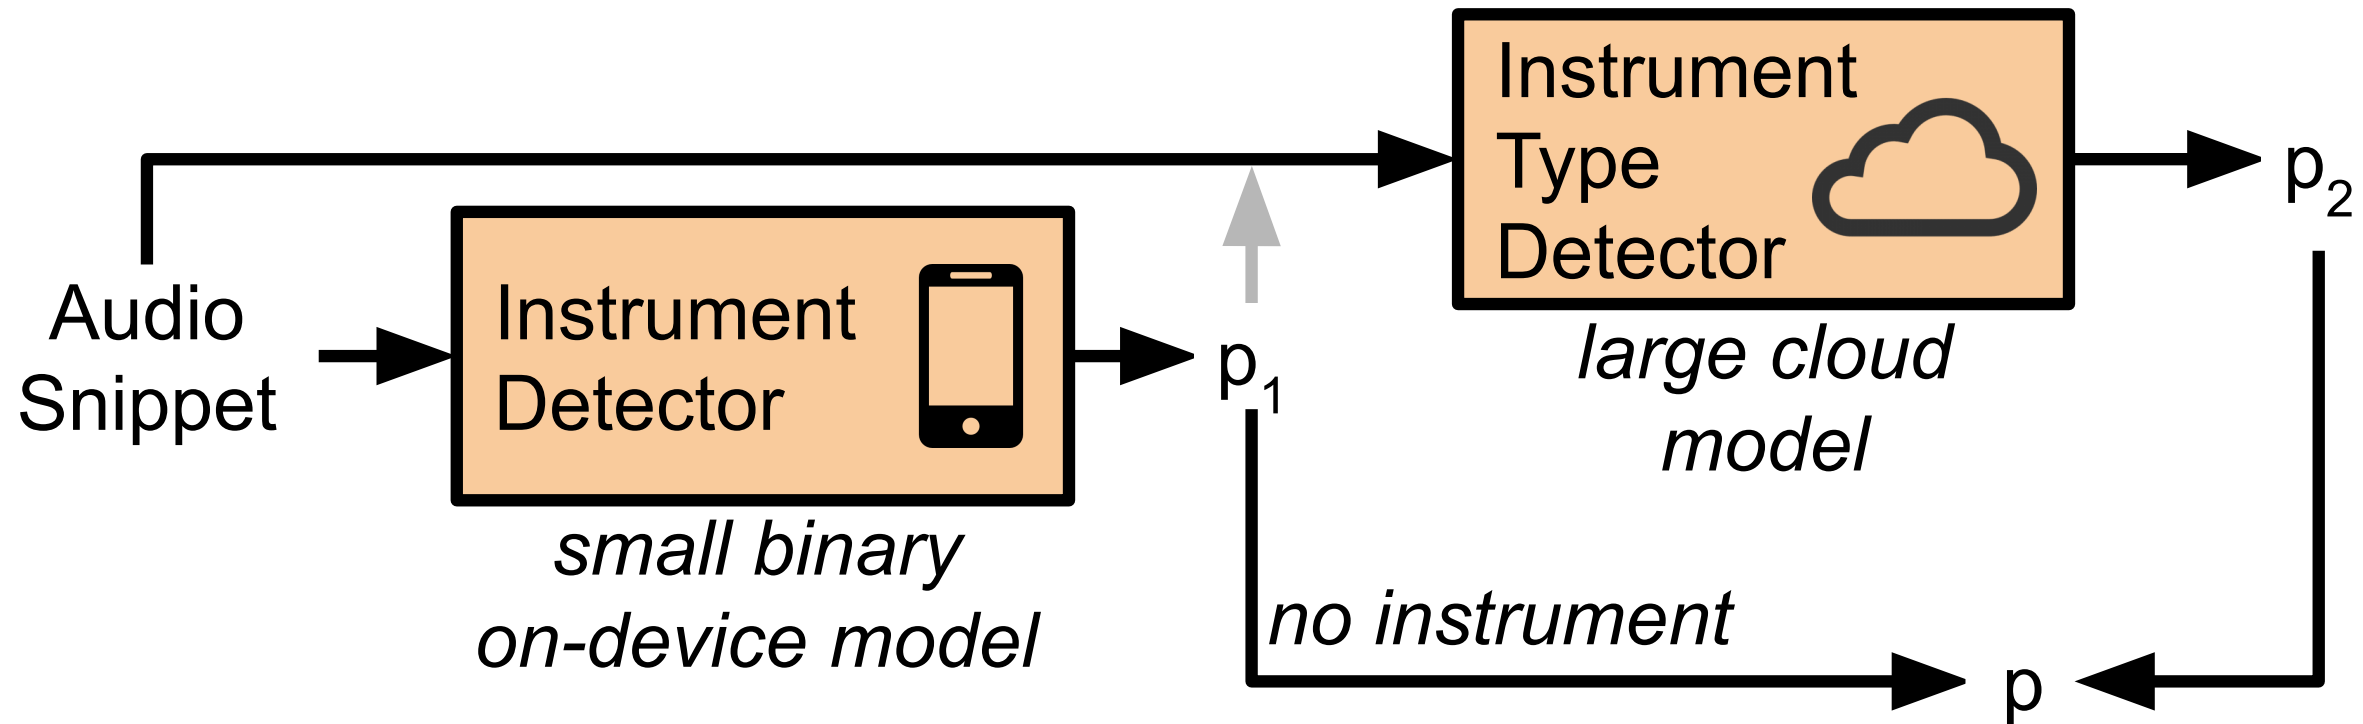 Audio
Snippet
Instrument
Detector
small binary
on-device model
p1
no instrument
Instrument
Type
Detector
large cloud
model
p2
p